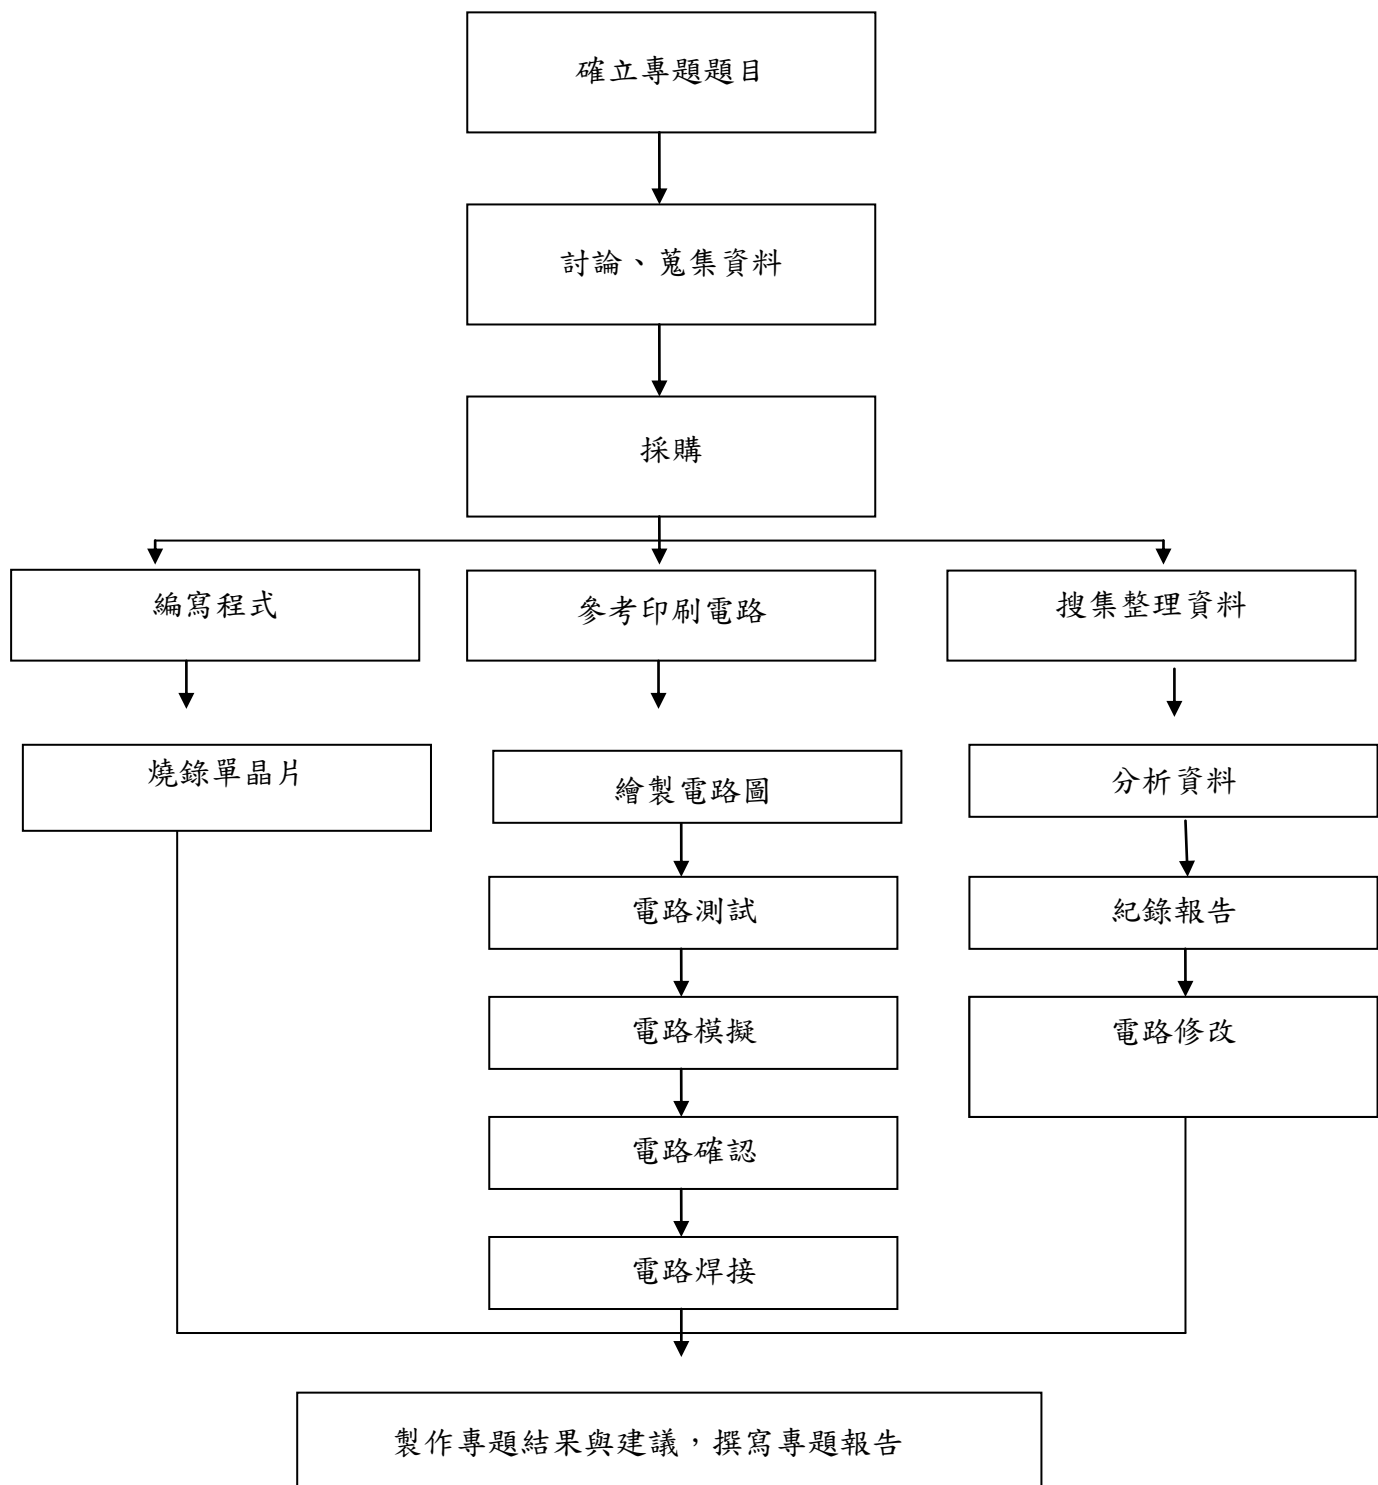 確立專題題目
討論、蒐集資料
採購
編寫程式
參考印刷電路
搜集整理資料
燒錄單晶片
繪製電路圖
分析資料
電路測試
紀錄報告
電路模擬
電路修改
電路確認
電路焊接
製作專題結果與建議，撰寫專題報告